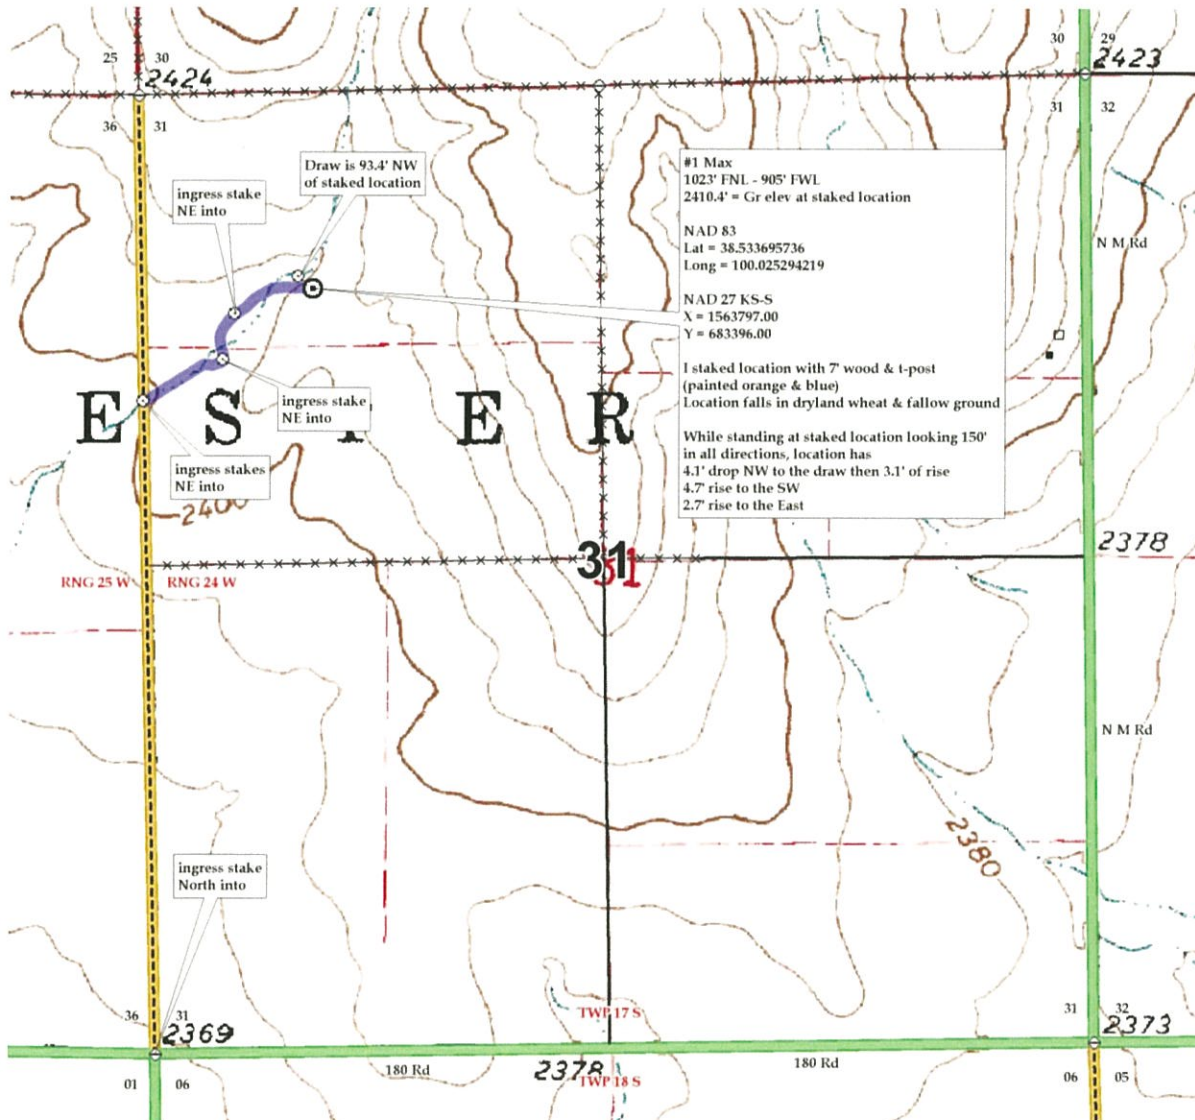 25 30
2424
36 31
30 29
2423
31 32
Draw is 93.4' NW
of staked location
ingress stake
NE into
#1 Max
1023' FNL - 905' FWL
2410.4' = Gr elev at staked location
NAD 83
Lat = 38.533695736
Long = 100.025294219
NAD 27 KS-S
X = 1563797.00
Y = 683396.00
I staked location with 7' wood & t-post
(painted orange & blue)
Location falls in dryland wheat & fallow ground
While standing at staked location looking 150'
in all directions, location has
4.1' drop NW to the draw then 3.1' of rise
4.7' rise to the SW
2.7' rise to the East
N M Rd
ingress stake
NE into
E S T E R
ingress stakes
NE into
2400
2378
31
31
RNG 25 W RNG 24 W
N M Rd
2380
ingress stake
North into
36 31
2369
TWP 17 S
31 32
2373
180 Rd
2378
TWP 18 S
180 Rd
01 06
06 05